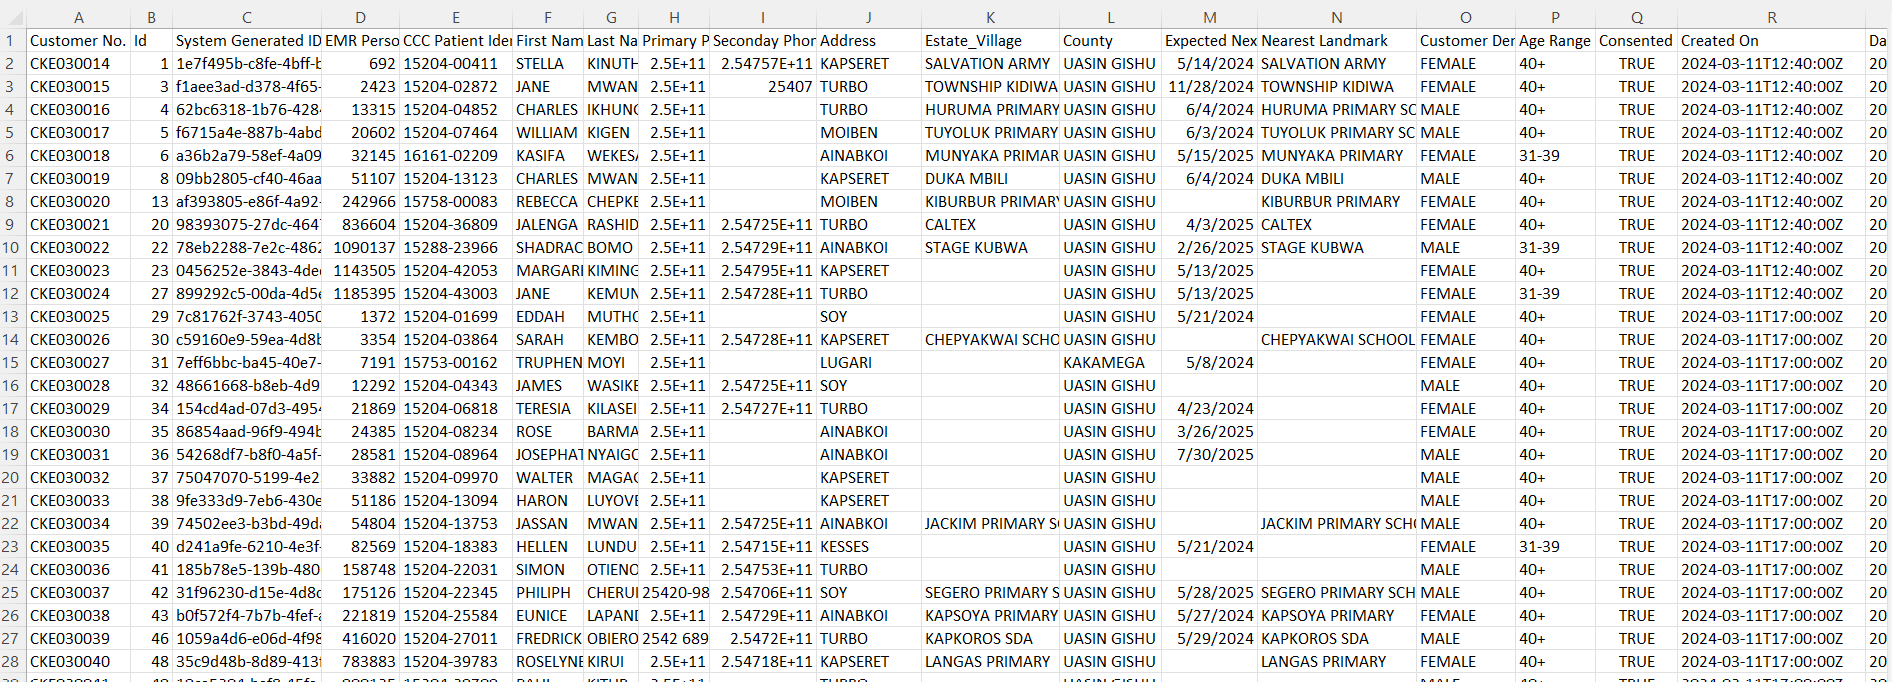 A B C D E F G H I J K L M N O P Q R
1 Customer No. Id System Generated ID EMR Perso CCC Patient Ider First Nam Last Na Primary P Seconday Phor Address Estate_Village County Expected Nex Nearest Landmark Customer Der Age Range Consented Created On Da
2 CKE030014 1 1e7f495b-c8fe-4bff-b 692 15204-00411 STELLA KINUTH 2.5E+11 2.54757E+11 KAPSERET SALVATION ARMY UASIN GISHU 5/14/2024 SALVATION ARMY FEMALE 40+ TRUE 2024-03-11T12:40:00Z 20
3 CKE030015 3 f1aee3ad-d378-4f65- 2423 15204-02872 JANE MWAN 2.5E+11 25407 TURBO TOWNSHIP KIDIWA UASIN GISHU 11/28/2024 TOWNSHIP KIDIWA FEMALE 40+ TRUE 2024-03-11T12:40:00Z 20
4 CKE030016 4 62bc6318-1b76-428 13315 15204-04852 CHARLES IKHUNG 2.5E+11 TURBO HURUMA PRIMARY UASIN GISHU 6/4/2024 HURUMA PRIMARY SC MALE 40+ TRUE 2024-03-11T12:40:00Z 20
5 CKE030017 5 f6715a4e-887b-4abd 20602 15204-07464 WILLIAM KIGEN 2.5E+11 MOIBEN TUYOLUK PRIMARY UASIN GISHU 6/3/2024 TUYOLUK PRIMARY SC MALE 40+ TRUE 2024-03-11T12:40:00Z 20
6 CKE030018 6 a36b2a79-58ef-4a09 32145 16161-02209 KASIFA WEKES 2.5E+11 AINABKOI MUNYAKA PRIMAR UASIN GISHU 5/15/2025 MUNYAKA PRIMARY FEMALE 31-39 TRUE 2024-03-11T12:40:00Z 20
7 CKE030019 8 09bb2805-cf40-46aa 51107 15204-13123 CHARLES MWAN 2.5E+11 KAPSERET DUKA MBILI UASIN GISHU 6/4/2024 DUKA MBILI MALE 40+ TRUE 2024-03-11T12:40:00Z 20
8 CKE030020 13 af393805-e86f-4a92- 242966 15758-00083 REBECCA CHEPKE 2.5E+11 MOIBEN KIBURBUR PRIMARY UASIN GISHU KIBURBUR PRIMARY FEMALE 40+ TRUE 2024-03-11T12:40:00Z 20
9 CKE030021 20 98393075-27dc-464 836604 15204-36809 JALENGA RASHID 2.5E+11 2.54725E+11 TURBO CALTEX UASIN GISHU 4/3/2025 CALTEX FEMALE 40+ TRUE 2024-03-11T12:40:00Z 20
10 CKE030022 22 78eb2288-7e2c-4862 1090137 15288-23966 SHADRAC BOMO 2.5E+11 2.54729E+11 AINABKOI STAGE KUBWA UASIN GISHU 2/26/2025 STAGE KUBWA MALE 31-39 TRUE 2024-03-11T12:40:00Z 20
11 CKE030023 23 0456252e-3843-4de 1143505 15204-42053 MARGARI KIMING 2.5E+11 2.54795E+11 KAPSERET UASIN GISHU 5/13/2025 FEMALE 40+ TRUE 2024-03-11T12:40:00Z 20
12 CKE030024 27 899292c5-00da-4d5e 1185395 15204-43003 JANE KEMUN 2.5E+11 2.54728E+11 TURBO UASIN GISHU 5/13/2025 FEMALE 31-39 TRUE 2024-03-11T12:40:00Z 20
13 CKE030025 29 7c81762f-3743-4050 1372 15204-01699 EDDAH MUTHO 2.5E+11 SOY UASIN GISHU 5/21/2024 FEMALE 40+ TRUE 2024-03-11T17:00:00Z 20
14 CKE030026 30 c59160e9-59ea-4d8b 3354 15204-03864 SARAH KEMBO 2.5E+11 2.54728E+11 KAPSERET CHEPYAKWAI SCHO UASIN GISHU CHEPYAKWAI SCHOOL FEMALE 40+ TRUE 2024-03-11T17:00:00Z 20
15 CKE030027 31 7eff6bbc-ba45-40e7- 7191 15753-00162 TRUPHEN MOYI 2.5E+11 LUGARI KAKAMEGA 5/8/2024 FEMALE 40+ TRUE 2024-03-11T17:00:00Z 20
16 CKE030028 32 48661668-b8eb-4d9 12292 15204-04343 JAMES WASIKE 2.5E+11 2.54725E+11 SOY UASIN GISHU MALE 40+ TRUE 2024-03-11T17:00:00Z 20
17 CKE030029 34 154cd4ad-07d3-495 21869 15204-06818 TERESIA KILASEI 2.5E+11 2.54727E+11 TURBO UASIN GISHU 4/23/2024 FEMALE 40+ TRUE 2024-03-11T17:00:00Z 20
18 CKE030030 35 86854aad-96f9-494b 24385 15204-08234 ROSE BARMA 2.5E+11 AINABKOI UASIN GISHU 3/26/2025 FEMALE 40+ TRUE 2024-03-11T17:00:00Z 20
19 CKE030031 36 54268df7-b8f0-4a5f- 28581 15204-08964 JOSEPHAT NYAIGO 2.5E+11 AINABKOI UASIN GISHU 7/30/2025 MALE 40+ TRUE 2024-03-11T17:00:00Z 20
20 CKE030032 37 75047070-5199-4e2 33882 15204-09970 WALTER MAGAG 2.5E+11 KAPSERET UASIN GISHU MALE 40+ TRUE 2024-03-11T17:00:00Z 20
21 CKE030033 38 9fe333d9-7eb6-430e 51186 15204-13094 HARON LUYOVE 2.5E+11 KAPSERET UASIN GISHU MALE 40+ TRUE 2024-03-11T17:00:00Z 20
22 CKE030034 39 74502ee3-b3bd-49d 54804 15204-13753 JASSAN MWAN 2.5E+11 2.54725E+11 AINABKOI JACKIM PRIMARY S UASIN GISHU JACKIM PRIMARY SCH MALE 40+ TRUE 2024-03-11T17:00:00Z 20
23 CKE030035 40 d241a9fe-6210-4e3f- 82569 15204-18383 HELLEN LUNDU 2.5E+11 2.54715E+11 KESSES UASIN GISHU 5/21/2024 FEMALE 31-39 TRUE 2024-03-11T17:00:00Z 20
24 CKE030036 41 185b78e5-139b-480 158748 15204-22031 SIMON OTIENO 2.5E+11 2.54753E+11 TURBO UASIN GISHU MALE 40+ TRUE 2024-03-11T17:00:00Z 20
25 CKE030037 42 31f96230-d15e-4d8c 175126 15204-22345 PHILIPH CHERUI 25420-98 2.54706E+11 SOY SEGERO PRIMARY S UASIN GISHU 5/28/2025 SEGERO PRIMARY SCH MALE 40+ TRUE 2024-03-11T17:00:00Z 20
26 CKE030038 43 b0f572f4-7b7b-4fef-a 221819 15204-25584 EUNICE LAPAND 2.5E+11 2.54729E+11 AINABKOI KAPSOYA PRIMARY UASIN GISHU 5/27/2024 KAPSOYA PRIMARY FEMALE 40+ TRUE 2024-03-11T17:00:00Z 20
27 CKE030039 46 1059a4d6-e06d-4f98 416020 15204-27011 FREDRICK OBIERO 2542 689 2.5472E+11 TURBO KAPKOROS SDA UASIN GISHU 5/29/2024 KAPKOROS SDA MALE 40+ TRUE 2024-03-11T17:00:00Z 20
28 CKE030040 48 35c9d48b-8d89-413 783883 15204-39783 ROSELYNE KIRUI 2.5E+11 2.54718E+11 KAPSERET LANGAS PRIMARY UASIN GISHU LANGAS PRIMARY FEMALE 40+ TRUE 2024-03-11T17:00:00Z 20